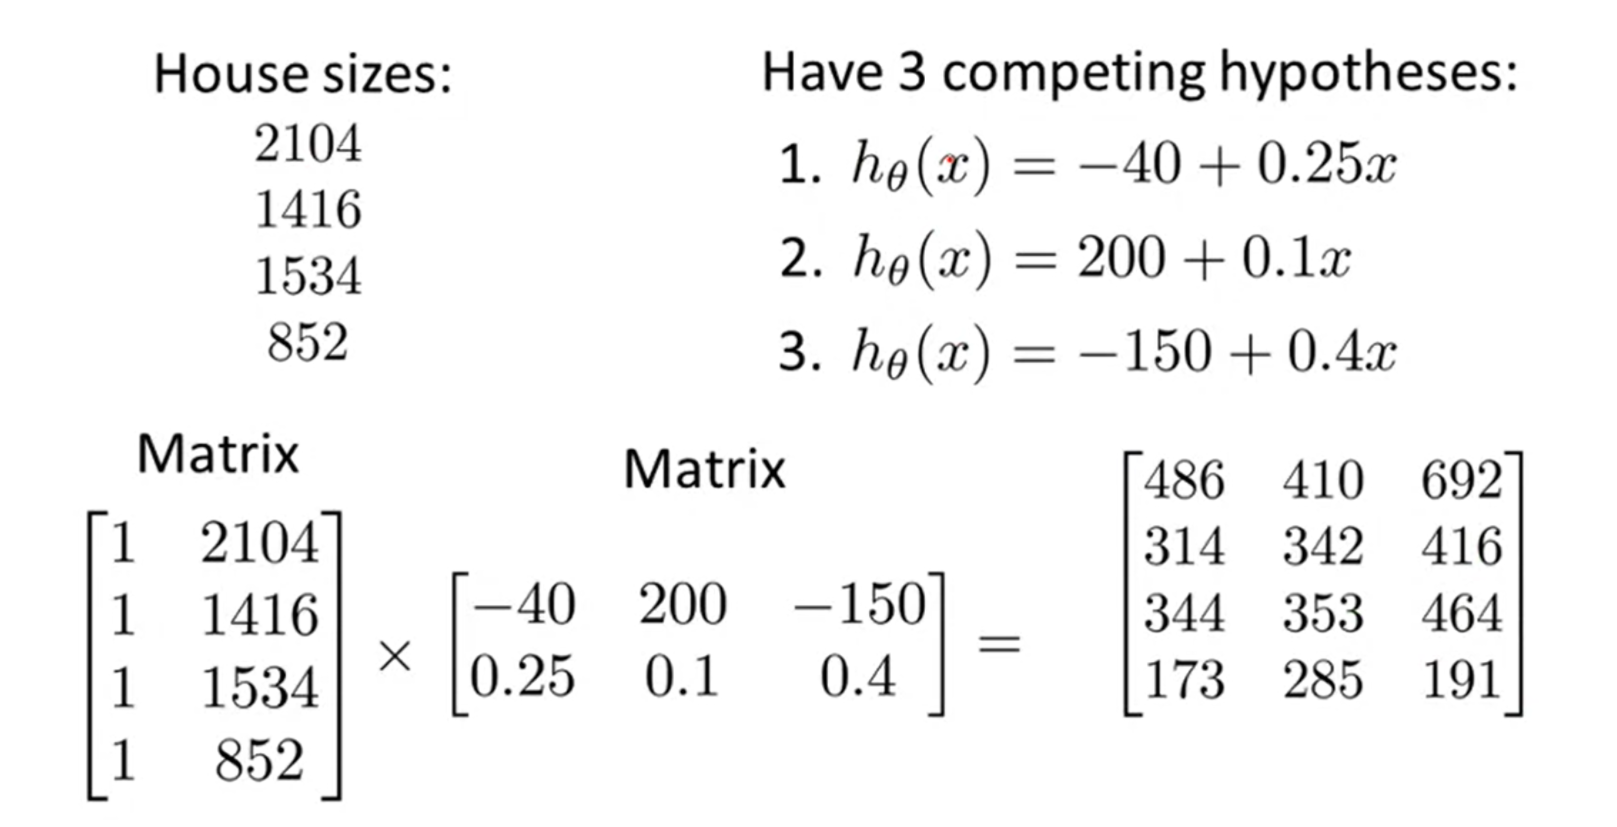 House sizes:
2104
1416
1534
852
Have 3 competing hypotheses:
1. hθ(x) = −40 + 0.25x
2. hθ(x) = 200 + 0.1x
3. hθ(x) = −150 + 0.4x
Matrix
1 2104
1 1416
1 1534
1 852
×
Matrix
−40 200 −150
0.25 0.1 0.4
=
486 410 692
314 342 416
344 353 464
173 285 191